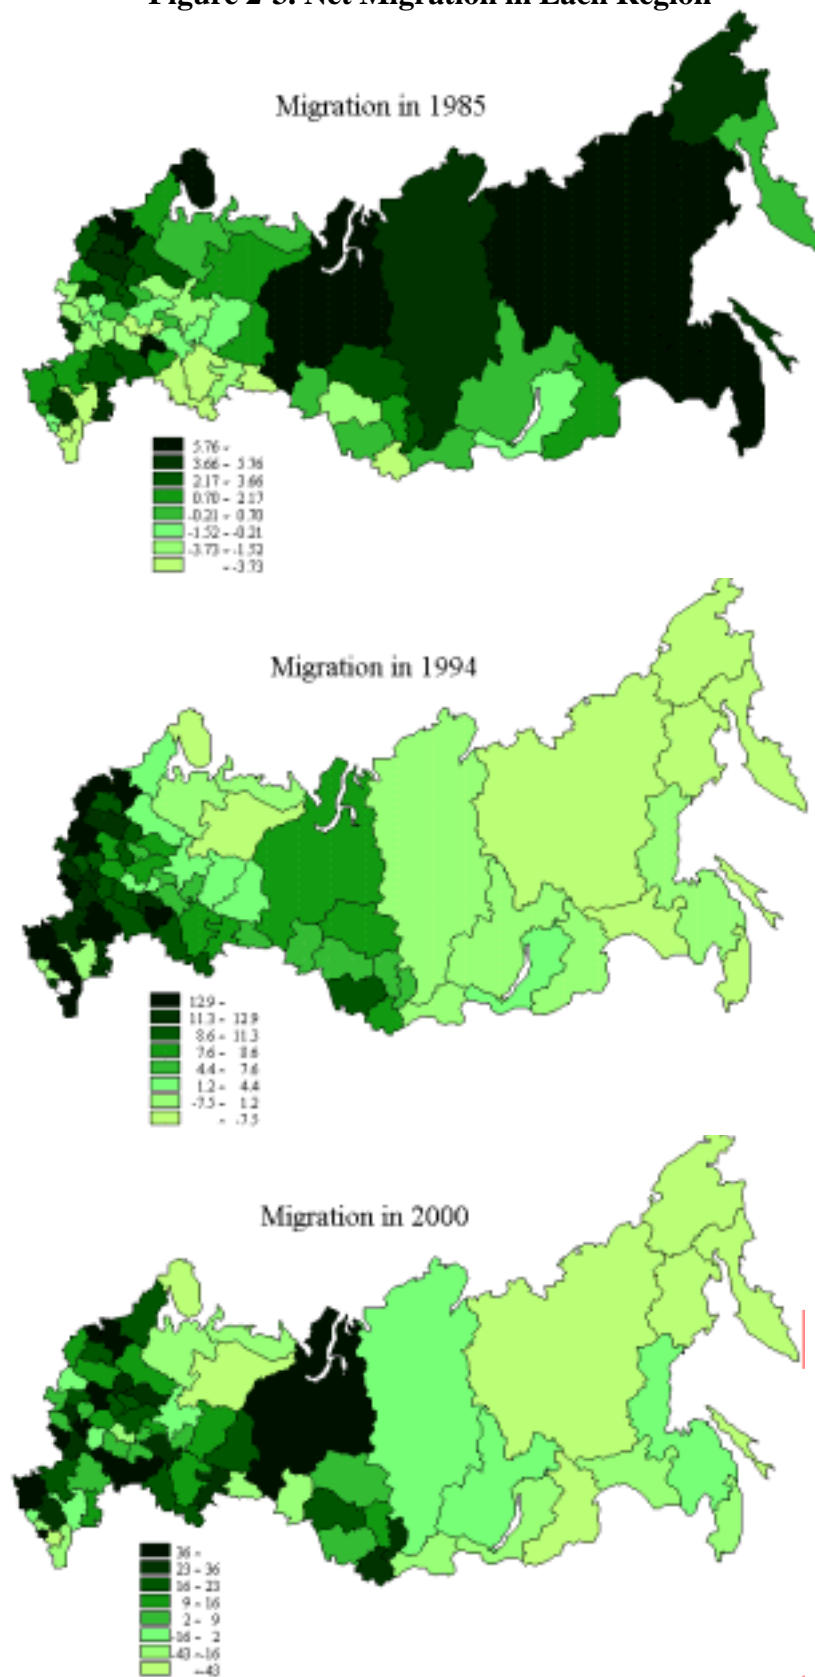 Figure 2-3. Net Migration in Each Region
Migration in 1985
5.76 -
3.66 - 5.76
2.17 - 3.66
0.70 - 2.17
-0.21 - 0.70
-1.52 - -0.21
-3.73 - -1.52
- -3.73
Migration in 1994
12.9 -
11.3 - 12.9
8.6 - 11.3
7.6 - 8.6
4.4 - 7.6
1.2 - 4.4
-7.5 - 1.2
- -7.5
Migration in 2000
36 -
23 - 36
16 - 23
9 - 16
2 - 9
-16 - 2
-43 - -16
- -43